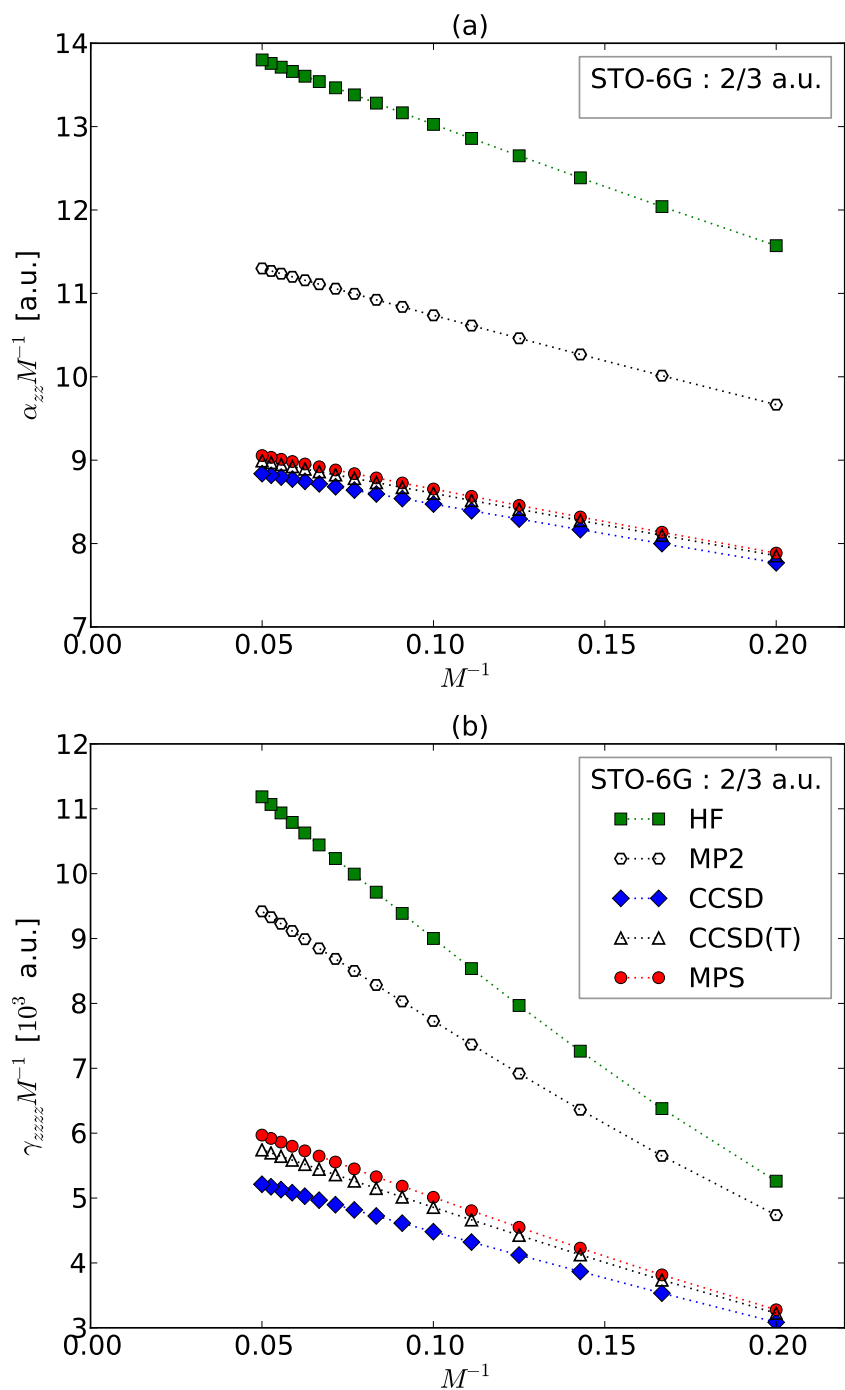 (a)
STO-6G : 2/3 a.u.
14
13
12
11
10
9
8
7
α_zz M⁻¹ [a.u.]
0.00 0.05 0.10 0.15 0.20
M⁻¹
(b)
STO-6G : 2/3 a.u.
HF
MP2
CCSD
CCSD(T)
MPS
12
11
10
9
8
7
6
5
4
3
γ_zzzz M⁻¹ [10³ a.u.]
0.00 0.05 0.10 0.15 0.20
M⁻¹